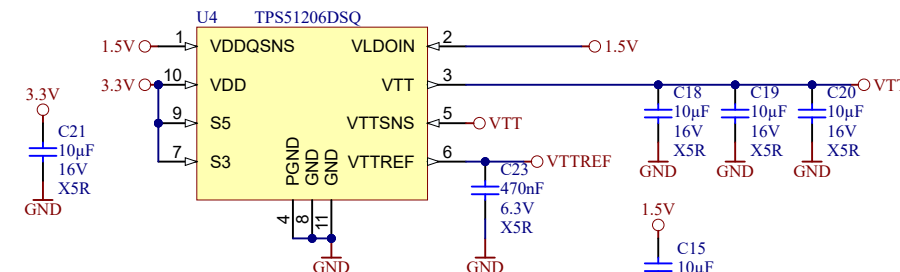 U4 TPS51206DSQ
1.5V 1 VDDQSNS VLDOIN 2 1.5V
3.3V 10 VDD VTT 3 VTT
9 S5 VTTSNS 5 VTT
7 S3 VTTREF 6 VTTREF
PGND GND GND
4 8 11
GND
3.3V
C21
10µF
16V
X5R
GND
C23
470nF
6.3V
X5R
GND
C18
10µF
16V
X5R
GND
C19
10µF
16V
X5R
GND
C20
10µF
16V
X5R
GND
1.5V
C15
10µF